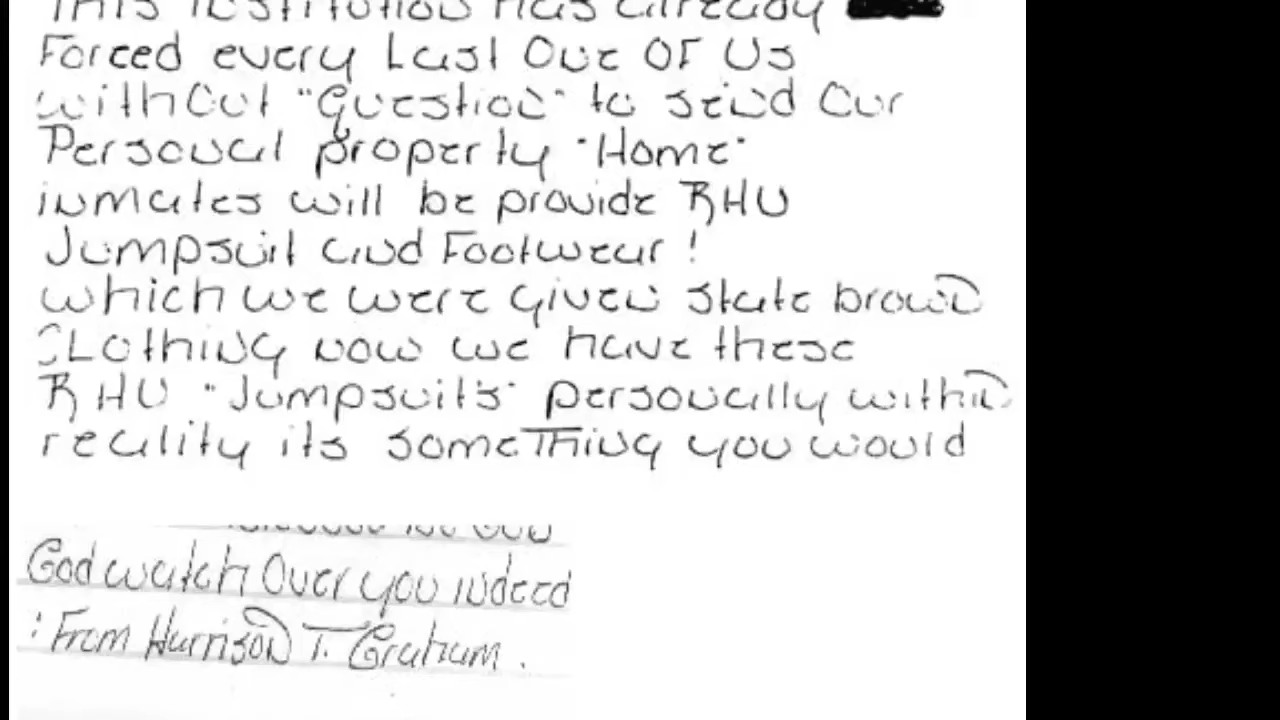 This institution has already
Forced every Last One OF Us
without "Question" to send Our
Personal property "Home"
inmates will be provide RHU
Jumpsuit and Footwear!
which we were given state brown
CLothing now we have these
RHU "Jumpsuit's" personally within
reality its someThing you would
God watch Over you indeed
: From Harrison T. Graham.